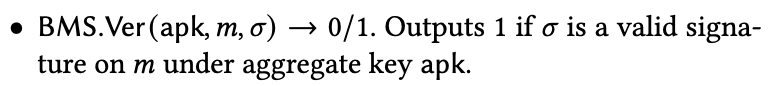 • BMS.Ver(apk, m, σ) → 0/1. Outputs 1 if σ is a valid signa-
ture on m under aggregate key apk.